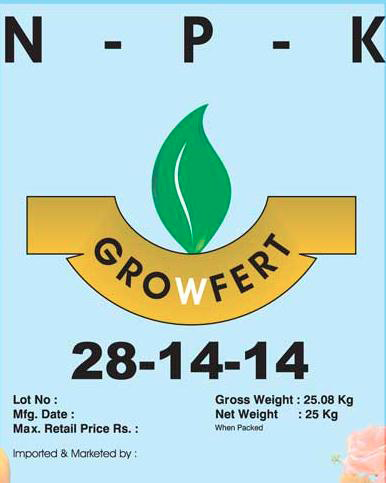 N - P - K
GROWFERT
28-14-14
Lot No :
Mfg. Date :
Max. Retail Price Rs. :
Gross Weight : 25.08 Kg
Net Weight : 25 Kg
When Packed
Imported & Marketed by :